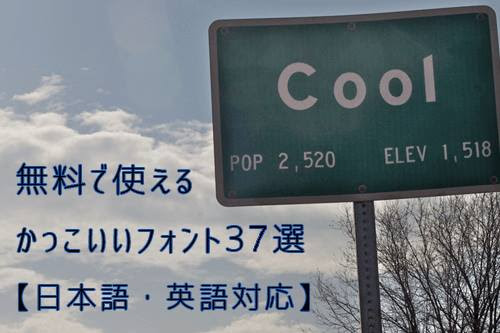 Cool
POP 2,520 ELEV 1,518
無料で使える
かっこいいフォント37選
【日本語・英語対応】